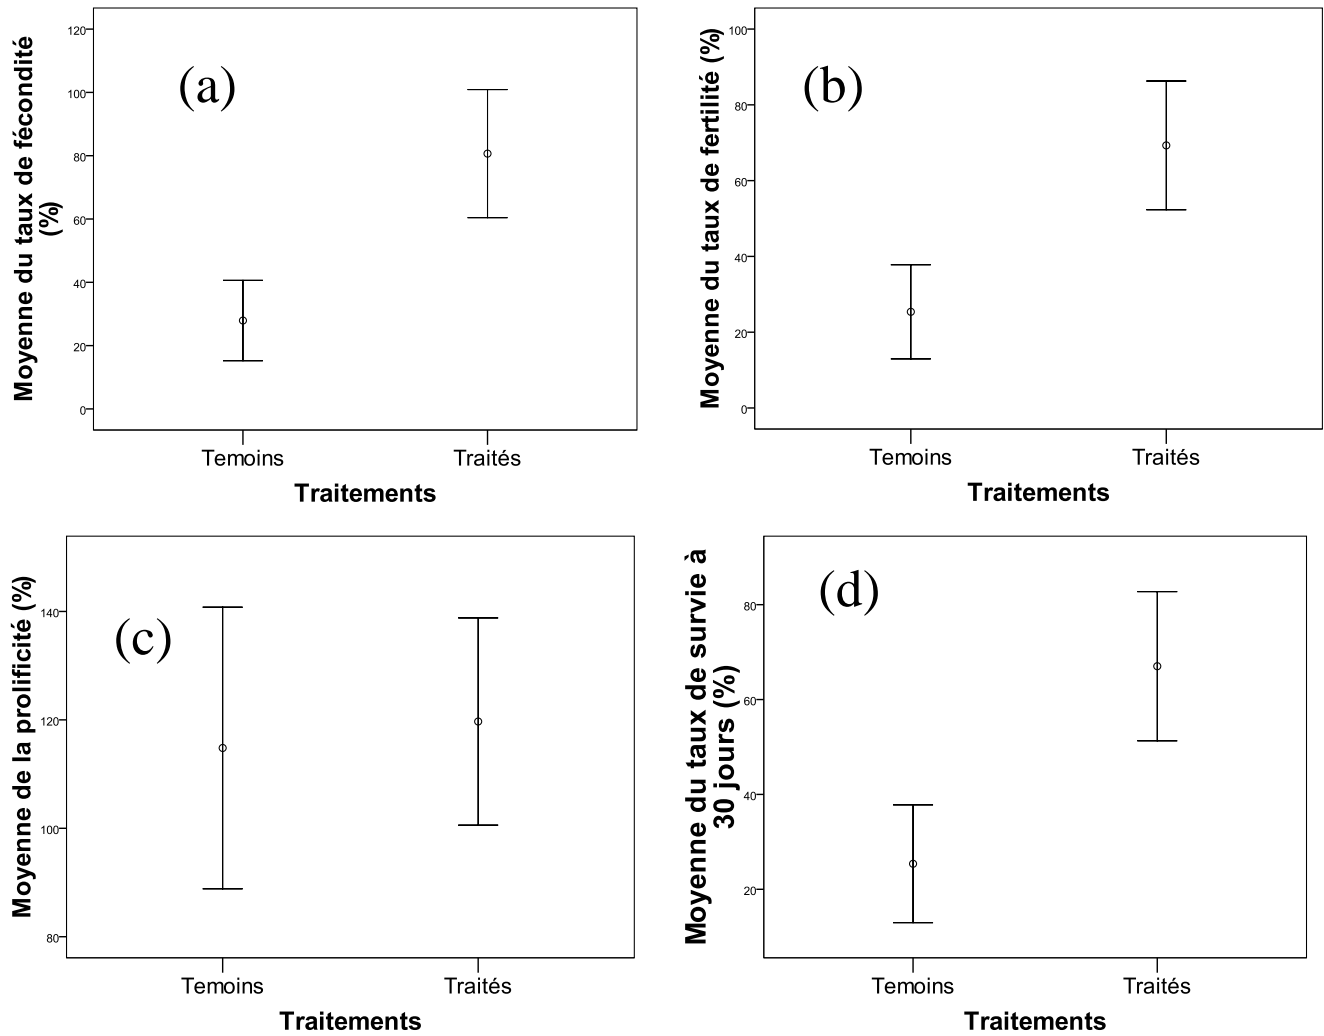 Moyenne du taux de fécondité
(%)
120
100
80
60
40
20
0
(a)
Temoins
Traités
Traitements
Moyenne du taux de fertilité (%)
100
80
60
40
20
0
(b)
Temoins
Traités
Traitements
Moyenne de la prolificité (%)
140
120
100
80
(c)
Temoins
Traités
Traitements
Moyenne du taux de survie à
30 jours (%)
80
60
40
20
(d)
Temoins
Traités
Traitements